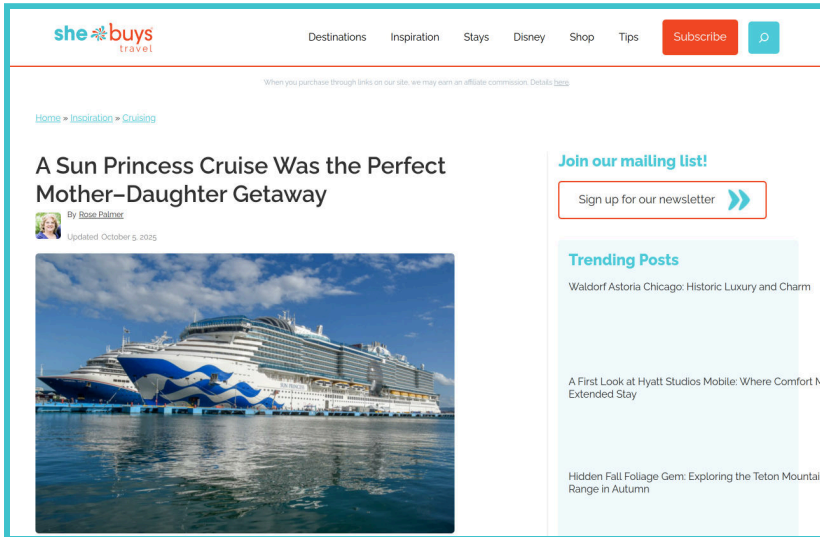 she buys
travel
Destinations Inspiration Stays Disney Shop Tips Subscribe
When you purchase through links on our site, we may earn an affiliate commission. Details here
Home » Inspiration » Cruising
A Sun Princess Cruise Was the Perfect
Mother–Daughter Getaway
By Rose Palmer
Updated October 5 2025
SUN PRINCESS
Join our mailing list!
Sign up for our newsletter
Trending Posts
Waldorf Astoria Chicago: Historic Luxury and Charm
A First Look at Hyatt Studios Mobile: Where Comfort
Extended Stay
Hidden Fall Foliage Gem: Exploring the Teton Mountai
Range in Autumn